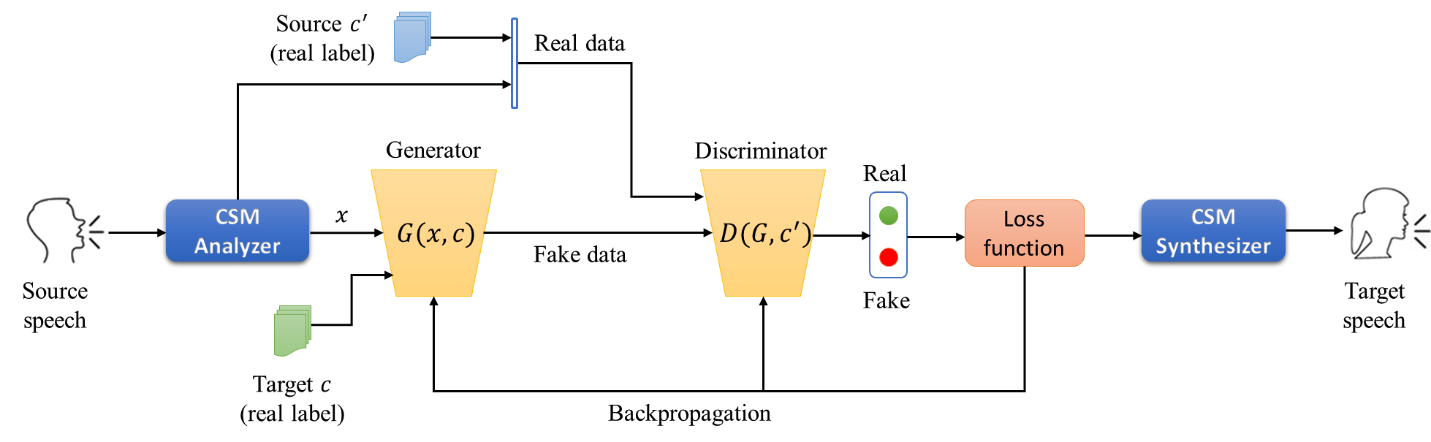 Source c′
(real label)
Real data
Generator
Discriminator
Real
CSM
Analyzer
x
G(x, c)
Fake data
D(G, c′)
Loss
function
CSM
Synthesizer
Source
speech
Fake
Target
speech
Target c
(real label)
Backpropagation